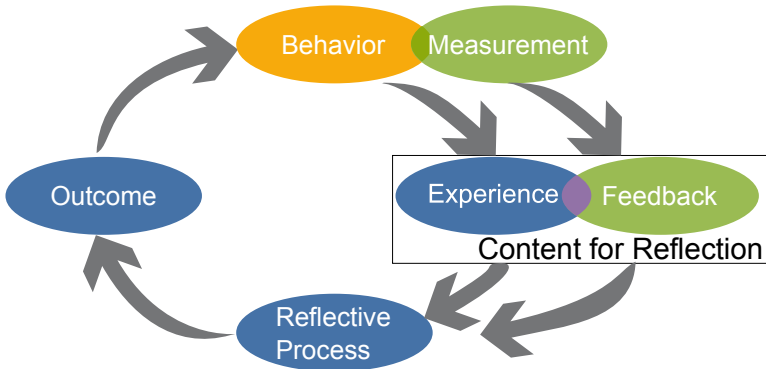 Behavior
Measurement
Outcome
Experience
Feedback
Content for Reflection
Reflective
Process